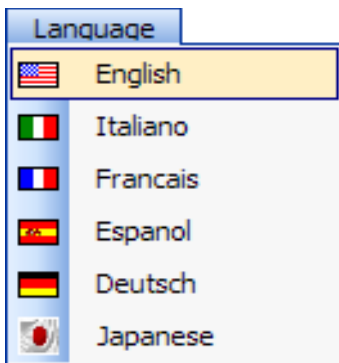 Language
English
Italiano
Francais
Espanol
Deutsch
Japanese